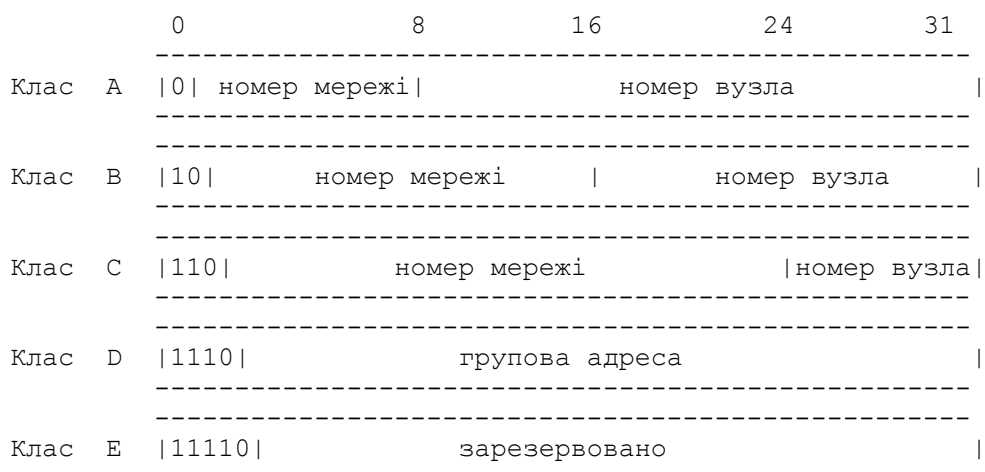 0 8 16 24 31
--------------------------------------------------
Клас A |0| номер мережі| номер вузла |
--------------------------------------------------
--------------------------------------------------
Клас B |10| номер мережі | номер вузла |
--------------------------------------------------
--------------------------------------------------
Клас C |110| номер мережі |номер вузла|
--------------------------------------------------
--------------------------------------------------
Клас D |1110| групова адреса |
--------------------------------------------------
--------------------------------------------------
Клас E |11110| зарезервовано |